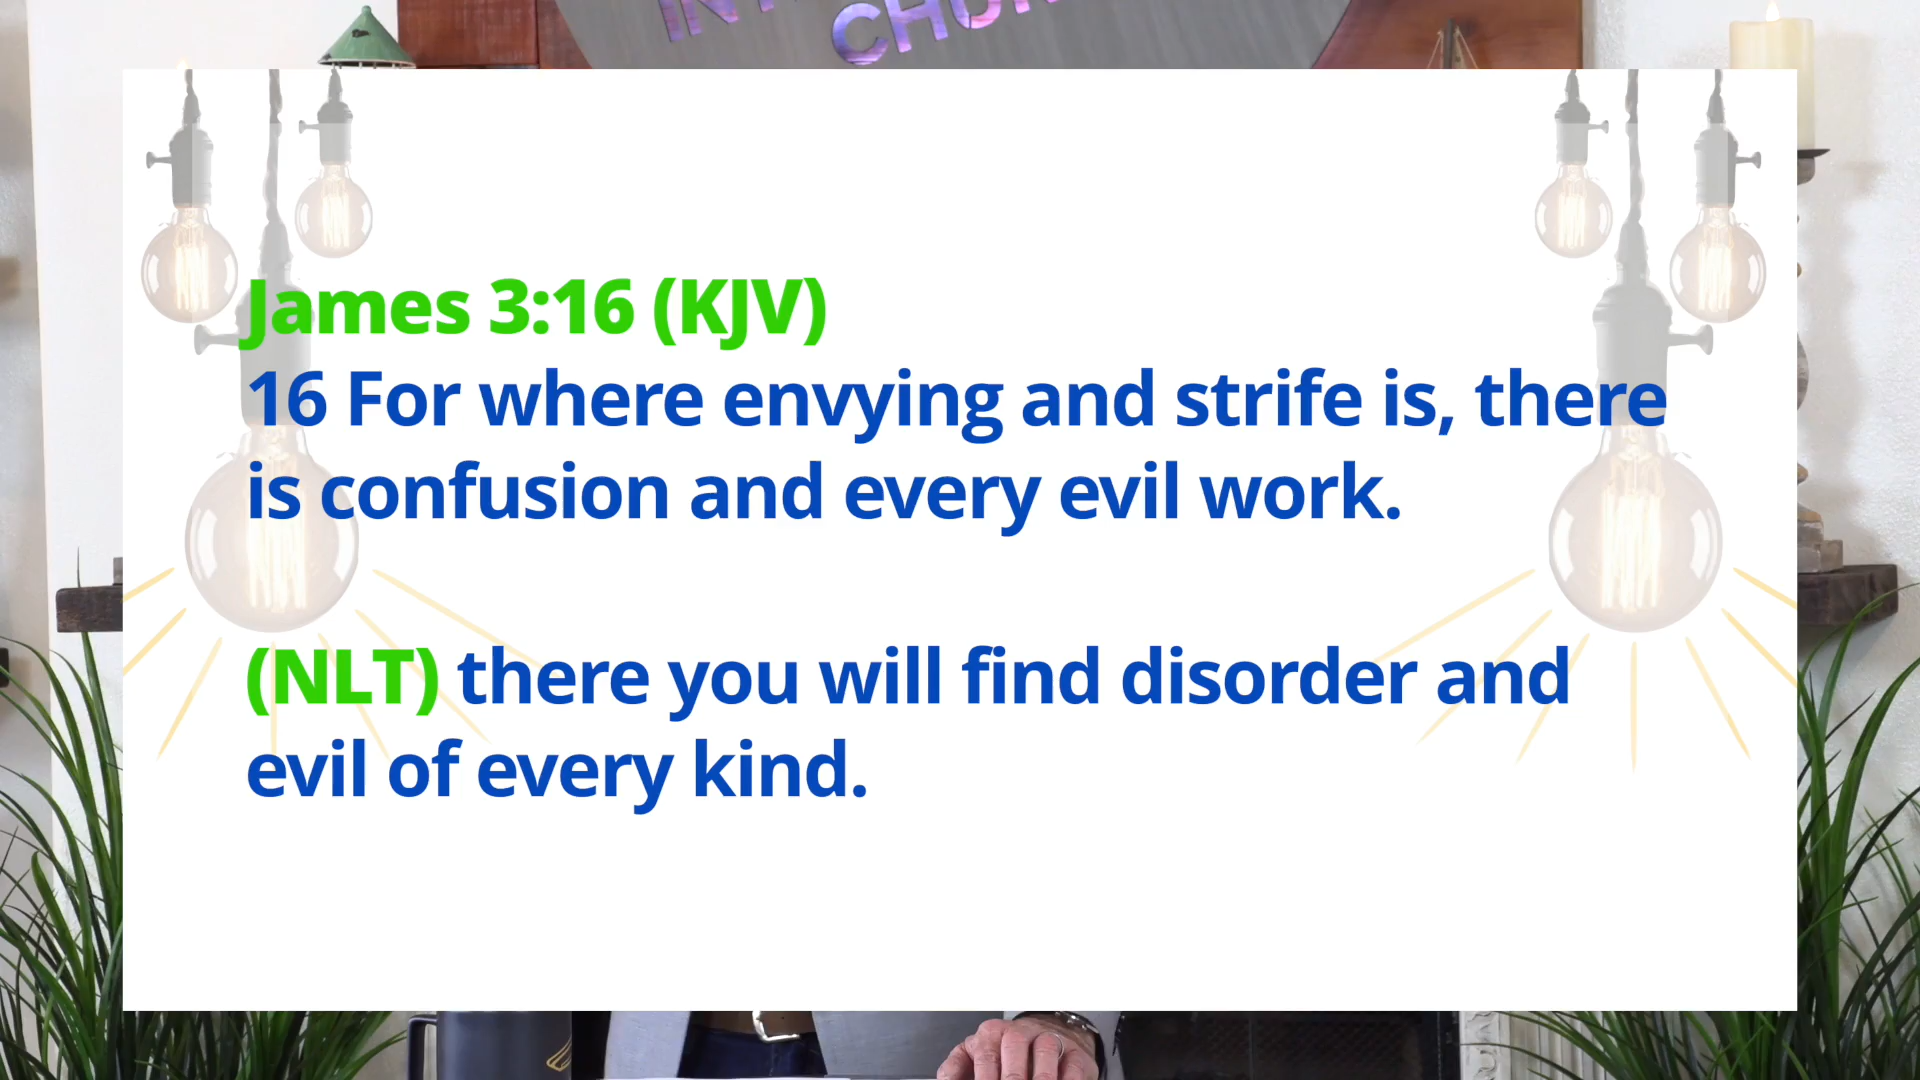 CHU
James 3:16 (KJV)
16 For where envying and strife is, there
is confusion and every evil work.
(NLT) there you will find disorder and
evil of every kind.